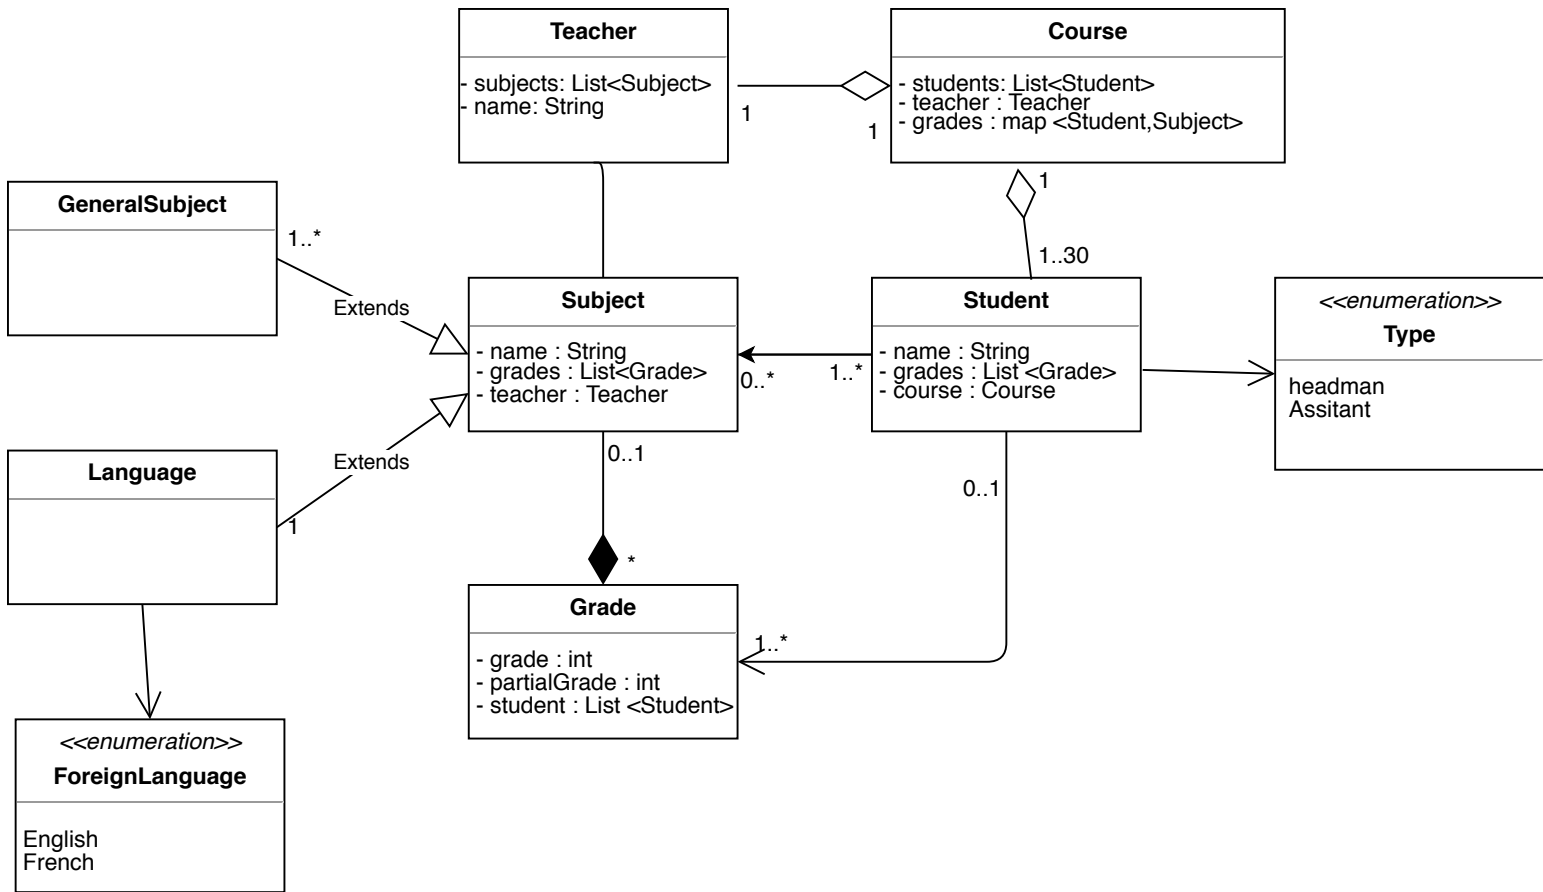 Teacher
- subjects: List<Subject>
- name: String
1
Course
- students: List<Student>
- teacher : Teacher
- grades : map <Student,Subject>
1
1
1..30
GeneralSubject
1..*
Extends
Subject
- name : String
- grades : List<Grade>
- teacher : Teacher
0..*
1..*
Student
- name : String
- grades : List <Grade>
- course : Course
<<enumeration>>
Type
headman
Assitant
Language
1
Extends
0..1
*
0..1
1..*
Grade
- grade : int
- partialGrade : int
- student : List <Student>
<<enumeration>>
ForeignLanguage
English
French